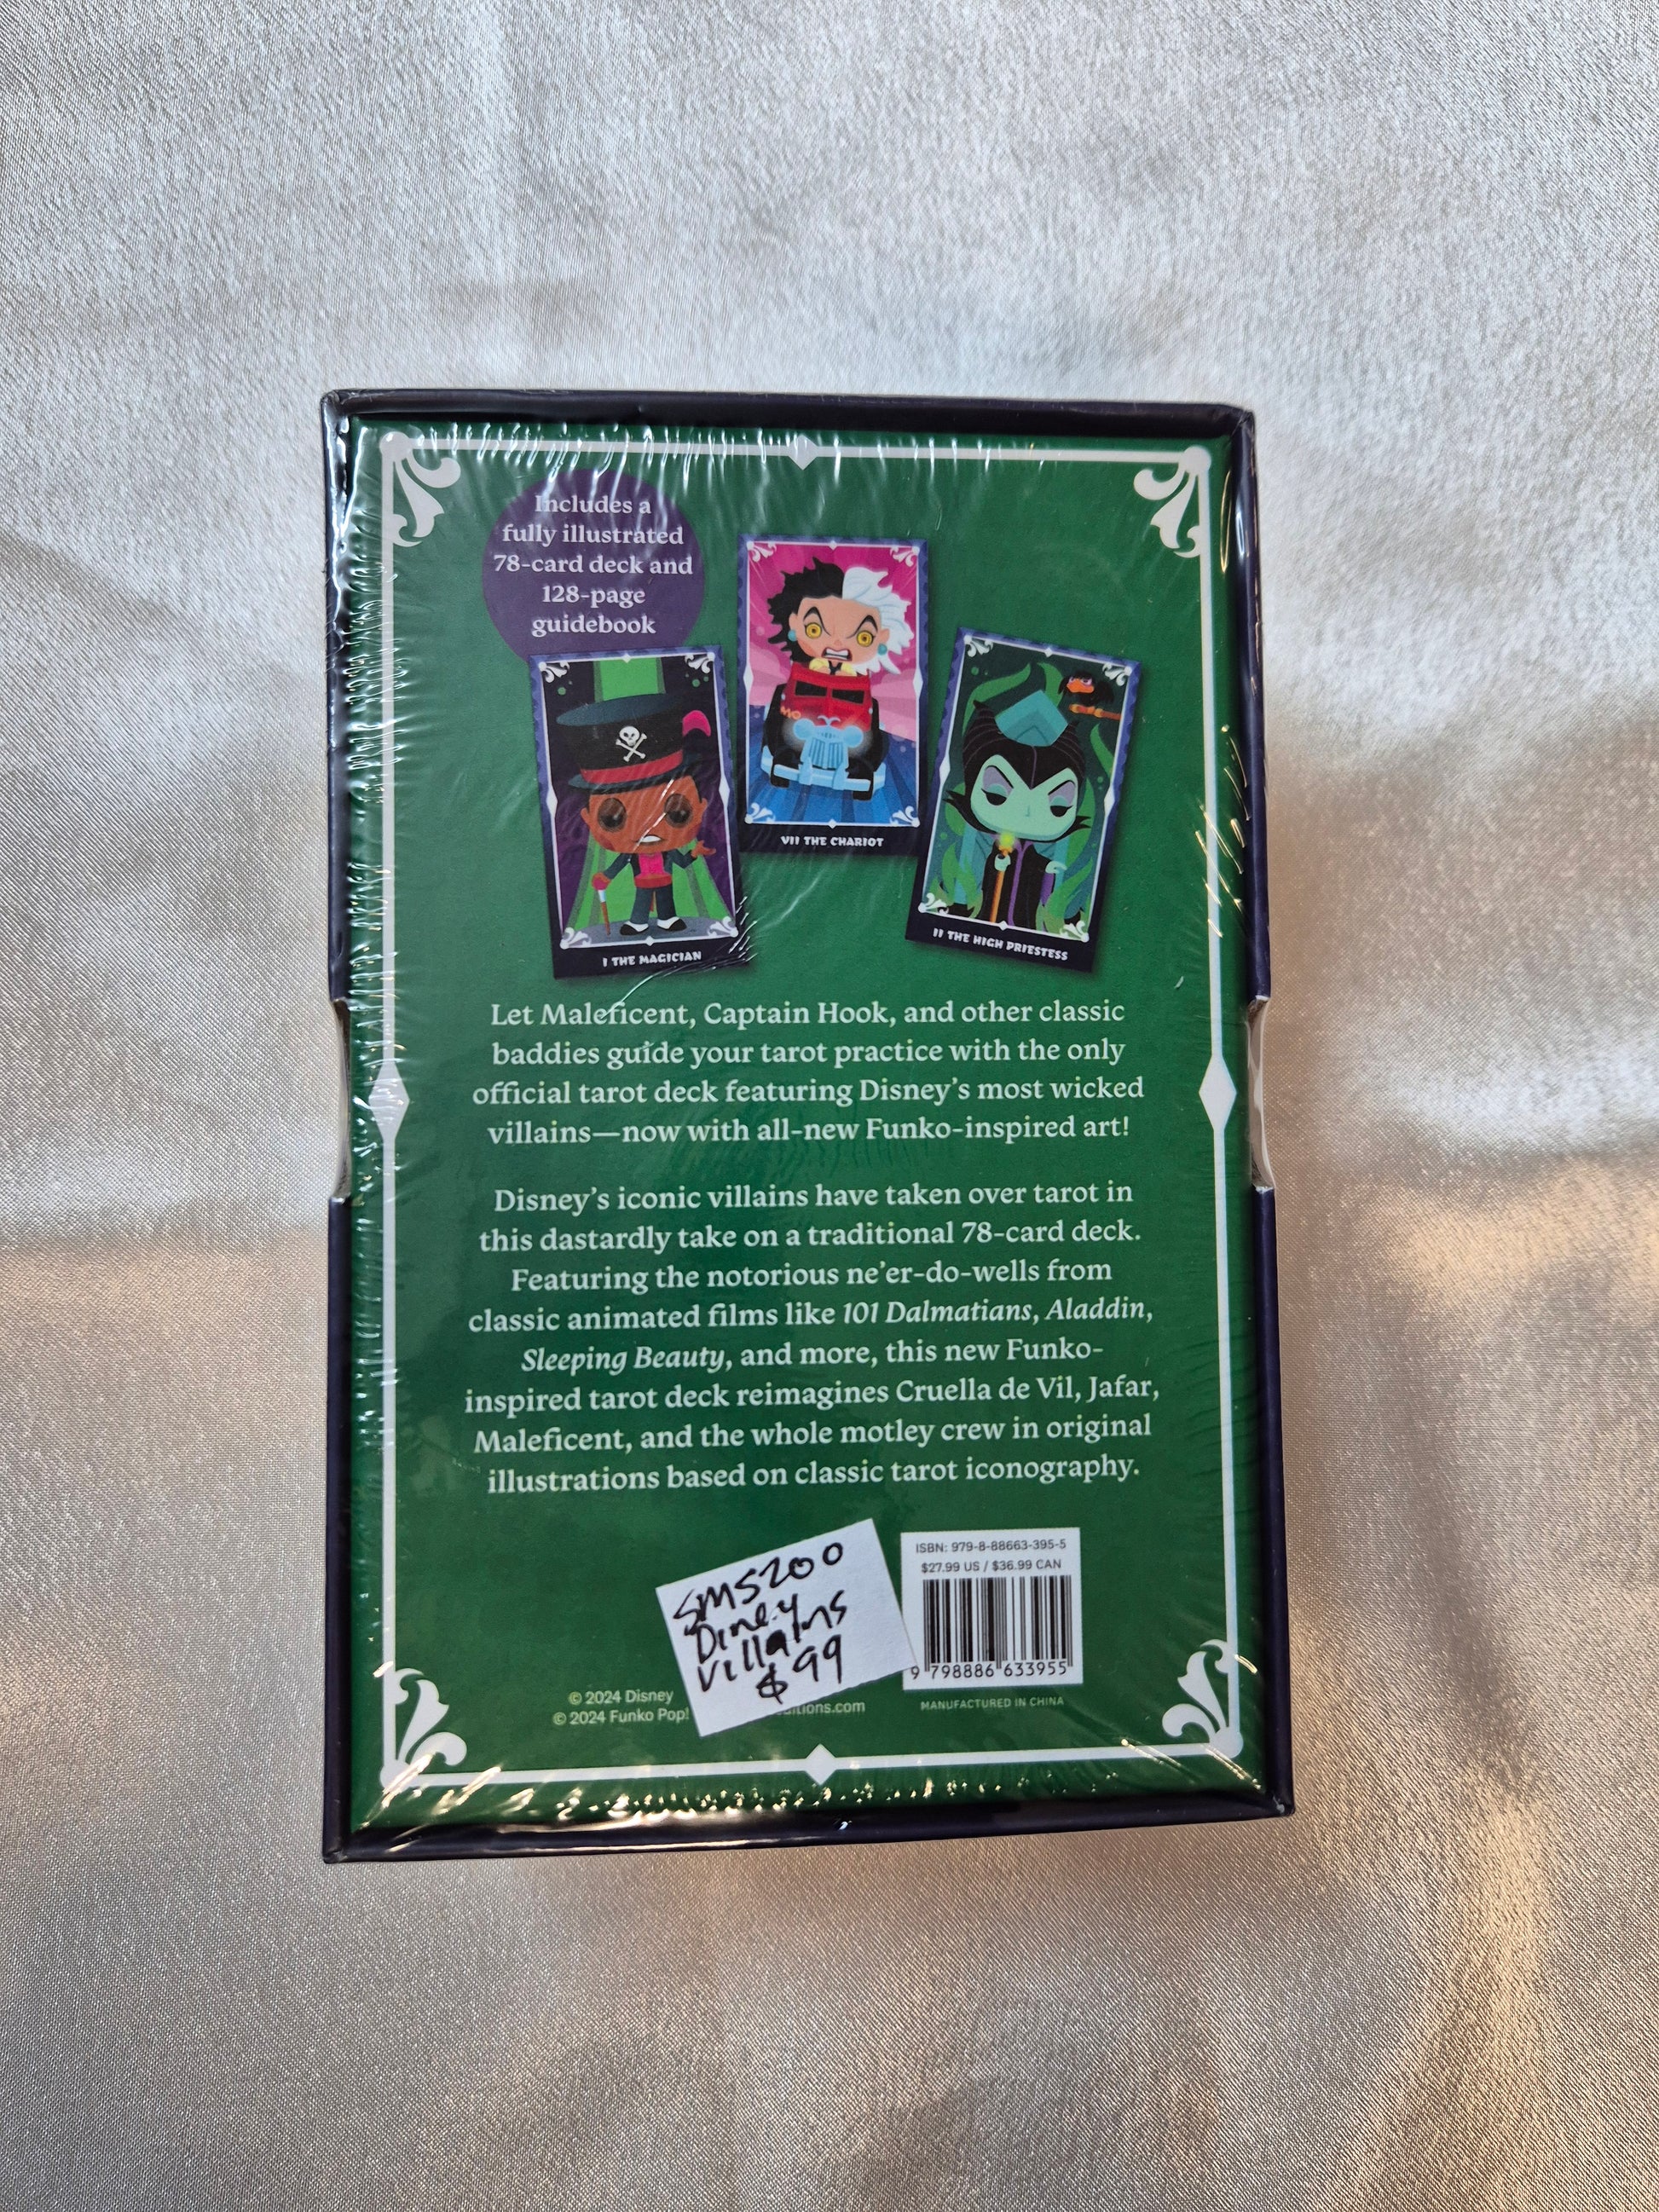 Includes a
fully illustrated
78-card deck and
128-page
guidebook
VII THE CHARIOT
I THE MAGICIAN
II THE HIGH PRIESTESS
Let Maleficent, Captain Hook, and other classic
baddies guide your tarot practice with the only
official tarot deck featuring Disney's most wicked
villains—now with all-new Funko-inspired art!
Disney's iconic villains have taken over tarot in
this dastardly take on a traditional 78-card deck.
Featuring the notorious ne'er-do-wells from
classic animated films like 101 Dalmatians, Aladdin,
Sleeping Beauty, and more, this new Funko-
inspired tarot deck reimagines Cruella de Vil, Jafar,
Maleficent, and the whole motley crew in original
illustrations based on classic tarot iconography.
SMS200
Diney
Villains
$99
ISBN: 979-8-88663-395-5
$27.99 US / $36.99 CAN
9 798886 633955
MANUFACTURED IN CHINA
© 2024 Disney
© 2024 Funko Pop!